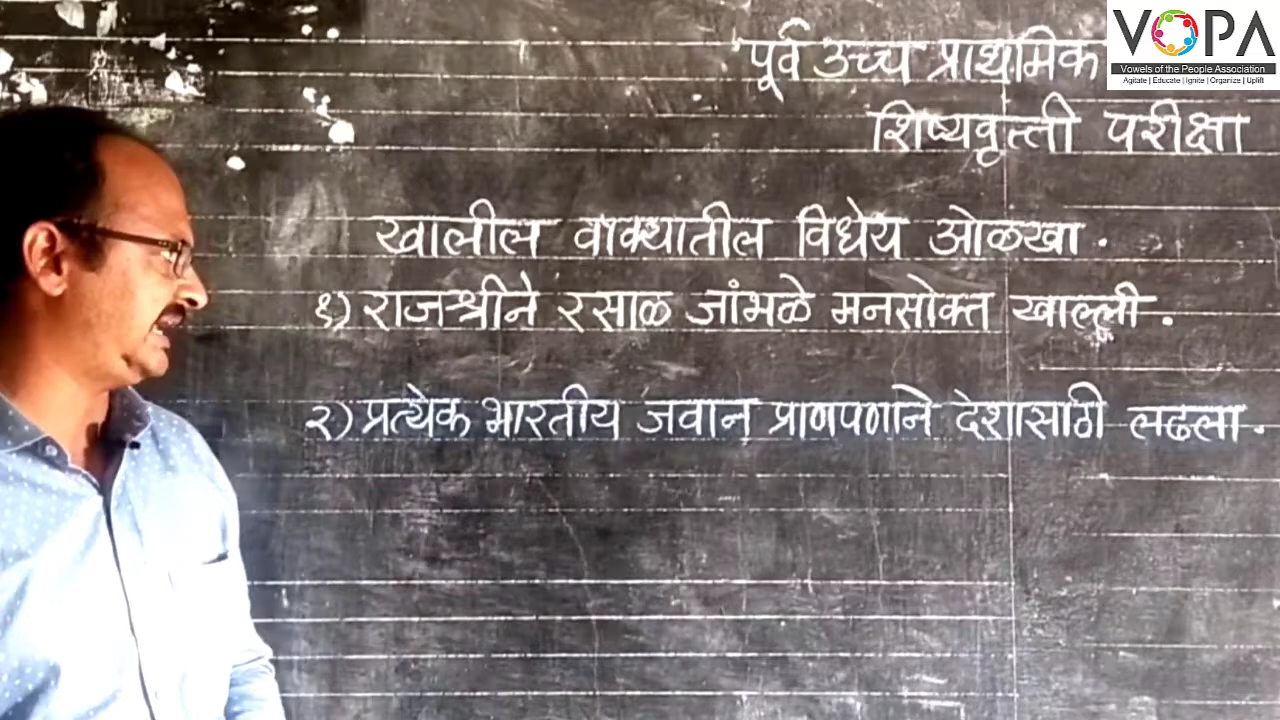 VOPA
Vowels of the People Association
Agitate | Educate | Ignite | Organize | Uplift
पूर्व उच्च प्राथमिक
शिष्यवृत्ती परीक्षा
खालील वाक्यातील विधेय ओळखा.
१) राजश्रीने रसाळ जांभळे मनसोक्त खाल्ली.
२) प्रत्येक भारतीय जवान प्राणपणाने देशासाठी लढला.